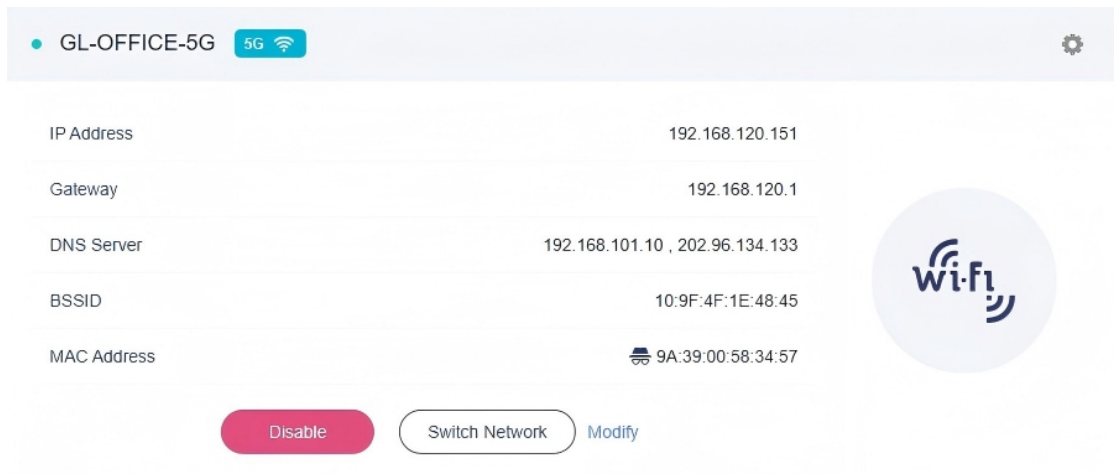 GL-OFFICE-5G 5G
IP Address 192.168.120.151
Gateway 192.168.120.1
DNS Server 192.168.101.10 , 202.96.134.133
BSSID 10:9F:4F:1E:48:45
MAC Address 9A:39:00:58:34:57
Disable Switch Network Modify
Wi-Fi